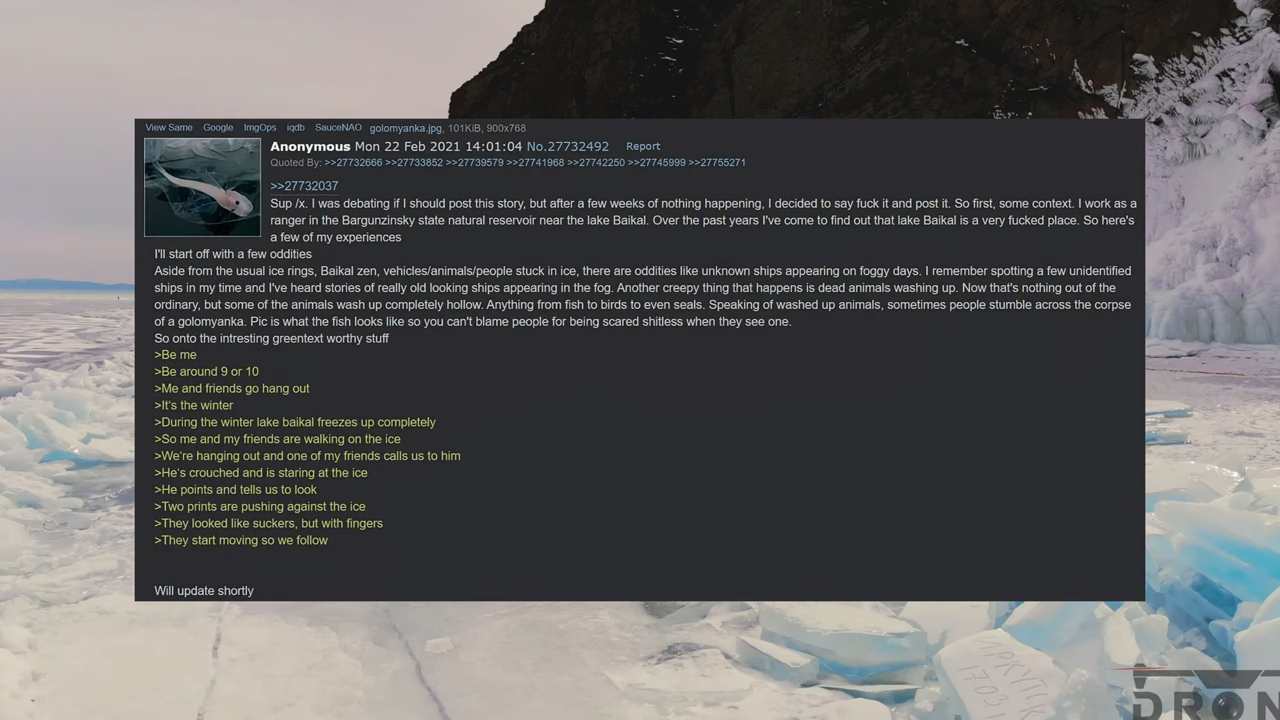 View Same Google ImgOps iqdb SauceNAO golomyanka.jpg, 101KiB, 900x768
Anonymous Mon 22 Feb 2021 14:01:04 No.27732492 Report
Quoted By: >>27732666 >>27733852 >>27739579 >>27741968 >>27742250 >>27745999 >>27755271
>>27732037
Sup /x. I was debating if I should post this story, but after a few weeks of nothing happening, I decided to say fuck it and post it. So first, some context. I work as a
ranger in the Bargunzinsky state natural reservoir near the lake Baikal. Over the past years I've come to find out that lake Baikal is a very fucked place. So here's
a few of my experiences
I'll start off with a few oddities
Aside from the usual ice rings, Baikal zen, vehicles/animals/people stuck in ice, there are oddities like unknown ships appearing on foggy days. I remember spotting a few unidentified
ships in my time and I've heard stories of really old looking ships appearing in the fog. Another creepy thing that happens is dead animals washing up. Now that's nothing out of the
ordinary, but some of the animals wash up completely hollow. Anything from fish to birds to even seals. Speaking of washed up animals, sometimes people stumble across the corpse
of a golomyanka. Pic is what the fish looks like so you can't blame people for being scared shitless when they see one.
So onto the intresting greentext worthy stuff
>Be me
>Be around 9 or 10
>Me and friends go hang out
>It's the winter
>During the winter lake baikal freezes up completely
>So me and my friends are walking on the ice
>We're hanging out and one of my friends calls us to him
>He's crouched and is staring at the ice
>He points and tells us to look
>Two prints are pushing against the ice
>They looked like suckers, but with fingers
>They start moving so we follow
Will update shortly
DRON